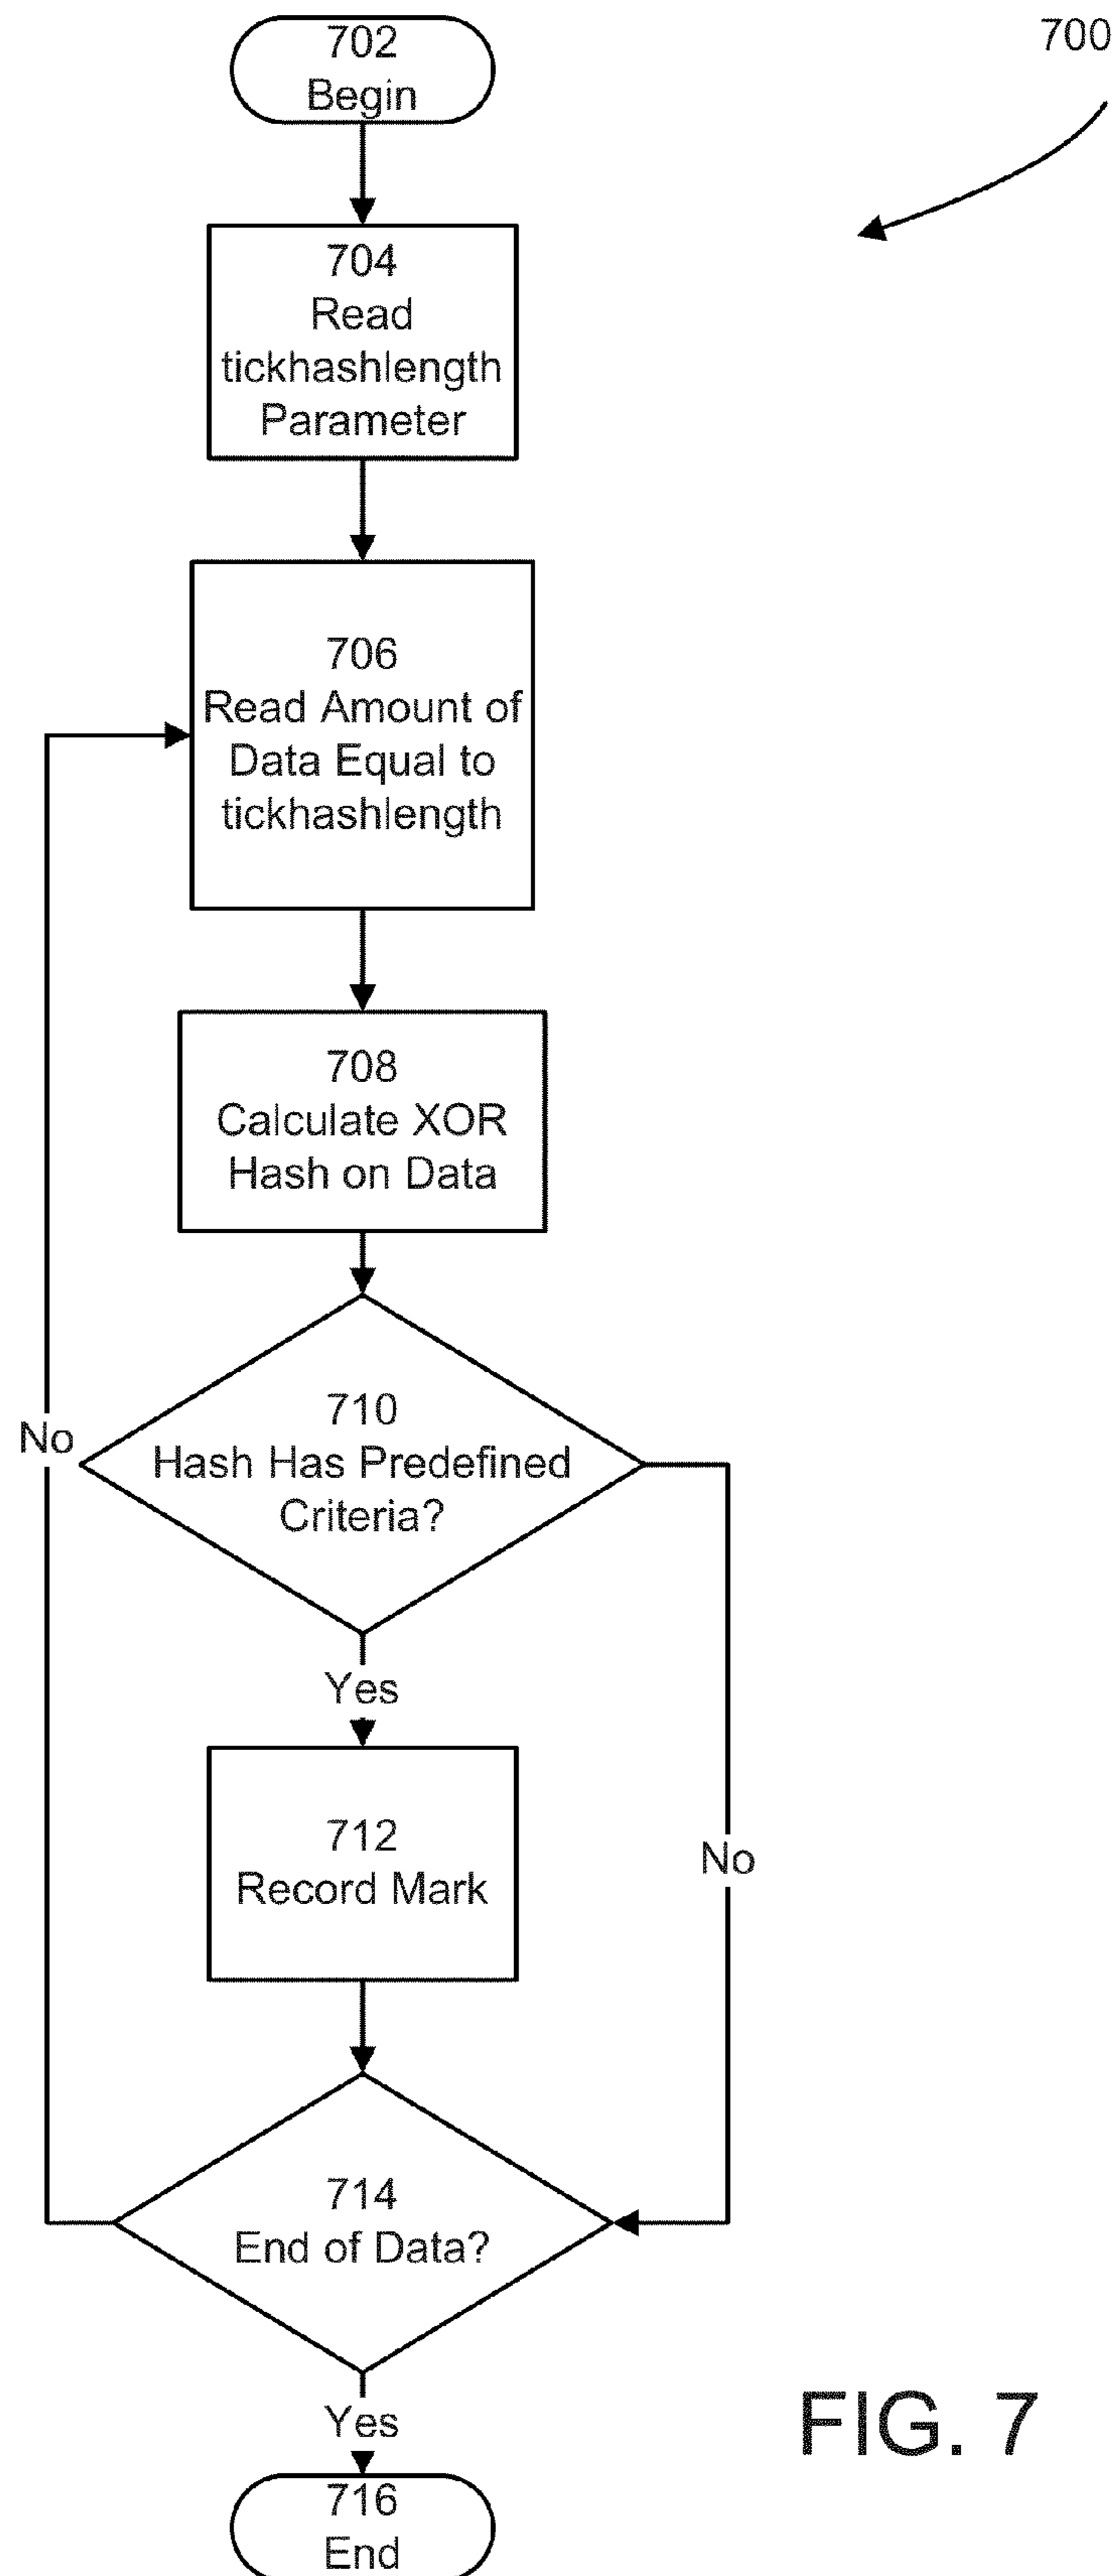 702
Begin
700
704
Read
tickhashlength
Parameter
706
Read Amount of
Data Equal to
tickhashlength
708
Calculate XOR
Hash on Data
710
Hash Has Predefined
Criteria?
No
Yes
712
Record Mark
No
714
End of Data?
Yes
716
End
FIG. 7